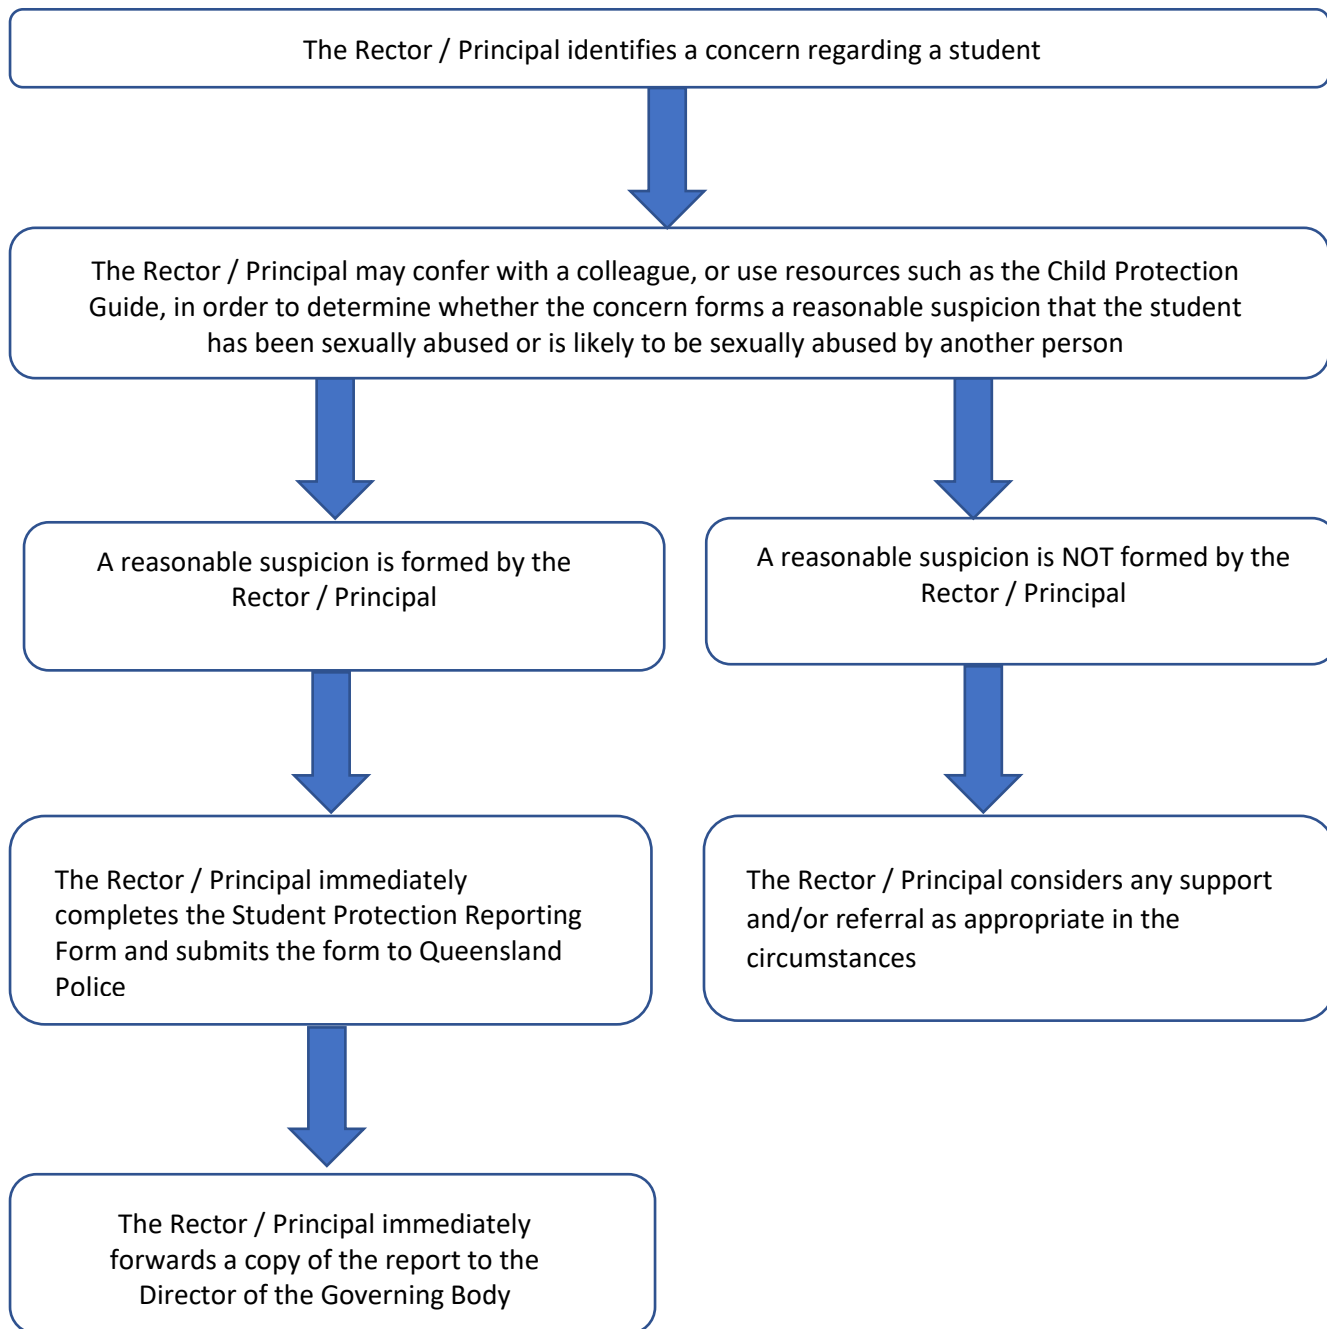 The Rector / Principal identifies a concern regarding a student
The Rector / Principal may confer with a colleague, or use resources such as the Child Protection
Guide, in order to determine whether the concern forms a reasonable suspicion that the student
has been sexually abused or is likely to be sexually abused by another person
A reasonable suspicion is formed by the
Rector / Principal
A reasonable suspicion is NOT formed by the
Rector / Principal
The Rector / Principal immediately
completes the Student Protection Reporting
Form and submits the form to Queensland
Police
The Rector / Principal considers any support
and/or referral as appropriate in the
circumstances
The Rector / Principal immediately
forwards a copy of the report to the
Director of the Governing Body